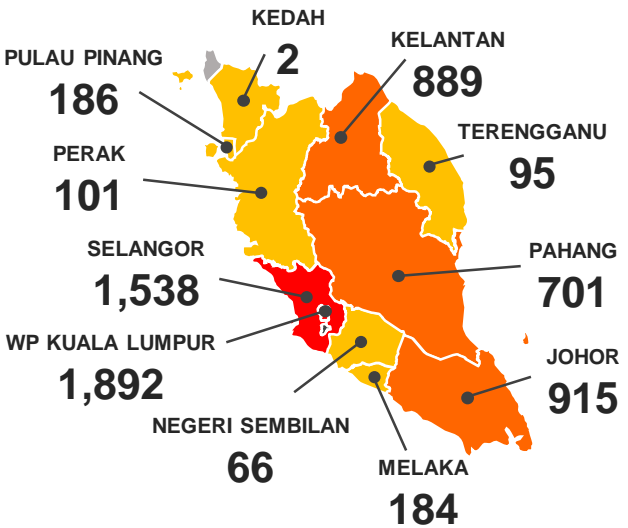 KEDAH
2
KELANTAN
889
PULAU PINANG
186
TERENGGANU
95
PERAK
101
SELANGOR
1,538
PAHANG
701
WP KUALA LUMPUR
1,892
JOHOR
915
NEGERI SEMBILAN
66
MELAKA
184